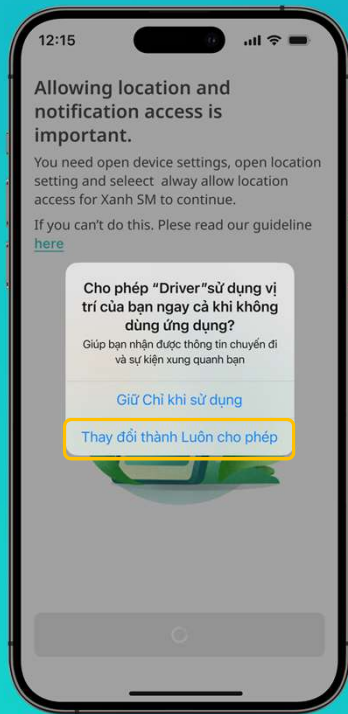 12:15
Allowing location and
notification access is
important.
You need open device settings, open location
setting and seleect alway allow location
access for Xanh SM to continue.
If you can't do this. Plese read our guideline
here
Cho phép "Driver"sử dụng vị
trí của bạn ngay cả khi không
dùng ứng dụng?
Giúp bạn nhận được thông tin chuyến đi
và sự kiện xung quanh bạn
Giữ Chỉ khi sử dụng
Thay đổi thành Luôn cho phép